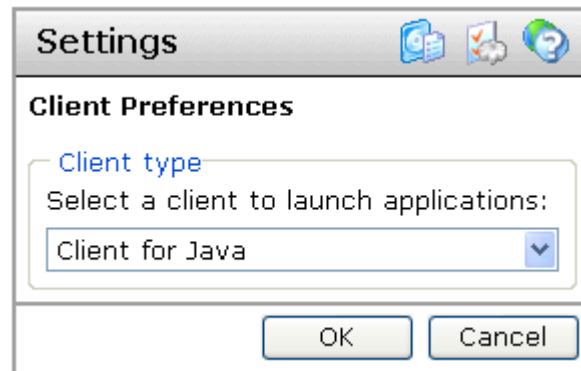 Settings
Client Preferences
Client type
Select a client to launch applications:
Client for Java
OK Cancel